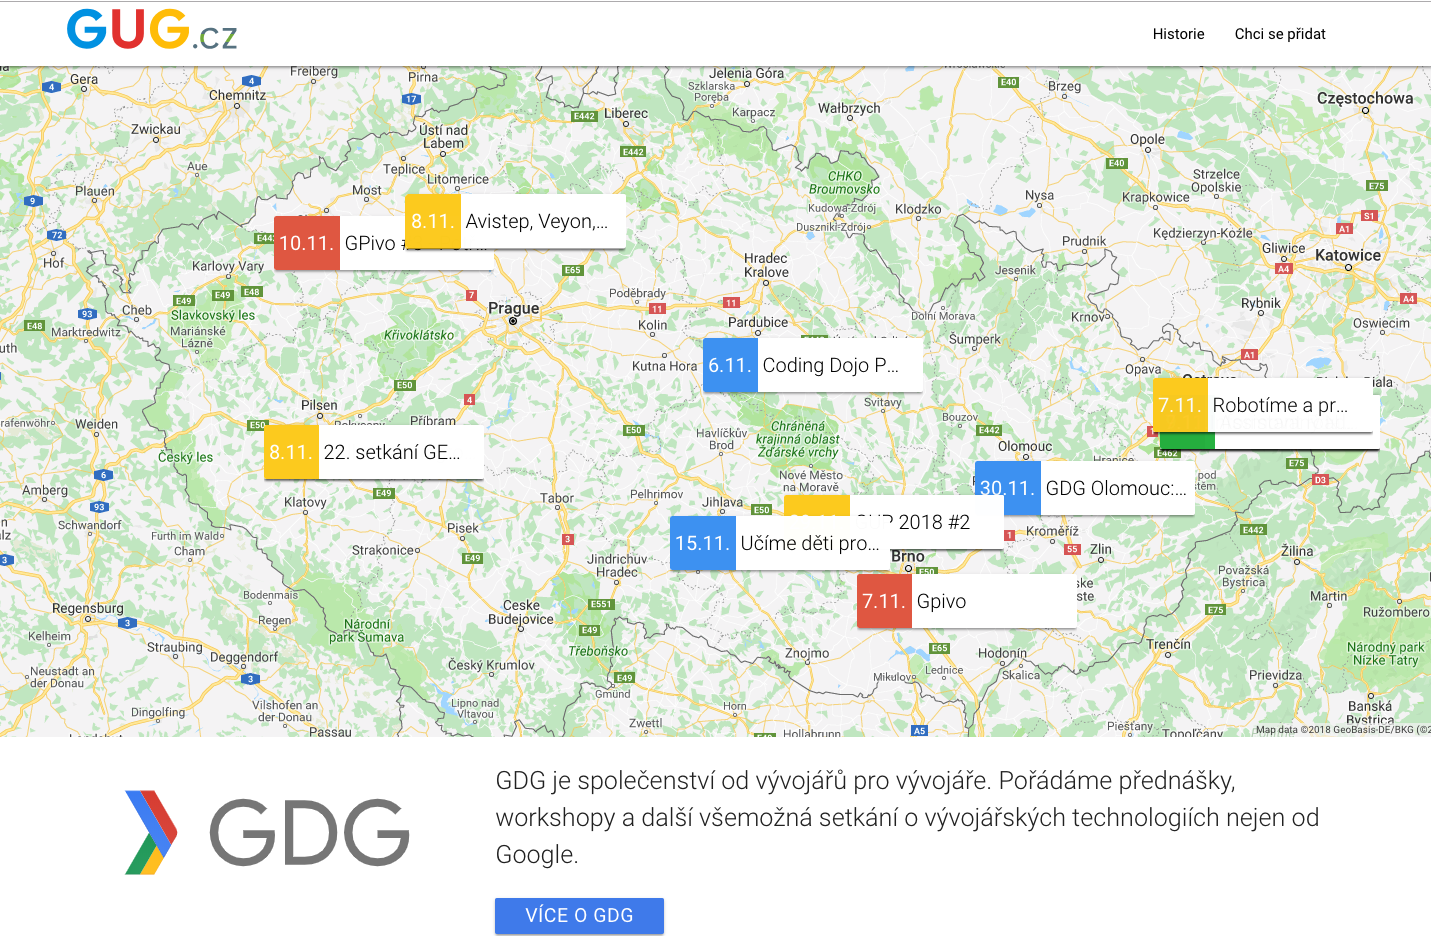 GUG.cz
Historie
Chci se přidat
Gera
Freiberg
Pirna
Jelenia Góra
Brzeg
Chemnitz
Szklarska
Poręba
Karpacz
Wałbrzych
Częstochowa
Zwickau
Liberec
Ústí nad
Labem
Opole
Aue
Teplice
CHKO
Broumovsko
Strzelce
Opolskie
Plauen
Most
Litomerice
Nysa
Krapkowice
Kudowa-Zdrój
Kłodzko
Duszniki-Zdrój
8.11. Avistep, Veyon,...
10.11. GPivo
Kędzierzyn-Koźle
Prudnik
Gliwice
Katowice
Hof
Karlovy Vary
Hradec
Kralove
Jeseník
Cheb
Slavkovský les
Poděbrady
Rybnik
Prague
Marktredwitz
Mariánské
Lázně
Křivoklátsko
Kolin
Pardubice
Dolní Morava
Krnov
Oswiecim
Šumperk
Kutna Hora
6.11. Coding Dojo P...
Opava
Pilsen
Příbram
Svitavy
7.11. Robotíme a pr...
Weiden
Havlíčkův
Brod
Chráněná
krajinná oblast
Žďárské vrchy
Bouzov
Olomouc
Hranice
8.11. 22. setkání GE...
Český les
Nové Město
na Moravě
Amberg
Klatovy
Tabor
Pelhrimov
Jihlava
30.11. GDG Olomouc:...
Schwandorf
Furth im Wald
Cham
Pisek
2018 #2
Kroměříž
Zlin
Žilina
Strakonice
Jindrichuv
Hradec
15.11. Učíme děti pro...
Brno
Považská
Bystrica
Bodenmais
Regen
Regensburg
Ceske
Budejovice
7.11. Gpivo
Martin
Ružomberok
Kelheim
Straubing
Deggendorf
Národní
park Šumava
Třeboňsko
Znojmo
Hodonín
Trenčín
Národný park
Nízke Tatry
Neustadt an
der Donau
Český Krumlov
Gmünd
Mikulov
Lednice
Skalica
Prievidza
Dingolfing
Vilshofen an
der Donau
Lipno nad
Vltavou
Horn
Banská
Bystrica
Passau
Zwettl
Hollabrunn
Piešťany
Topoľčany
Map data ©2018 GeoBasis-DE/BKG
GDG
GDG je společenství od vývojářů pro vývojáře. Pořádáme přednášky,
workshopy a další všemožná setkání o vývojářských technologiích nejen od
Google.
VÍCE O GDG